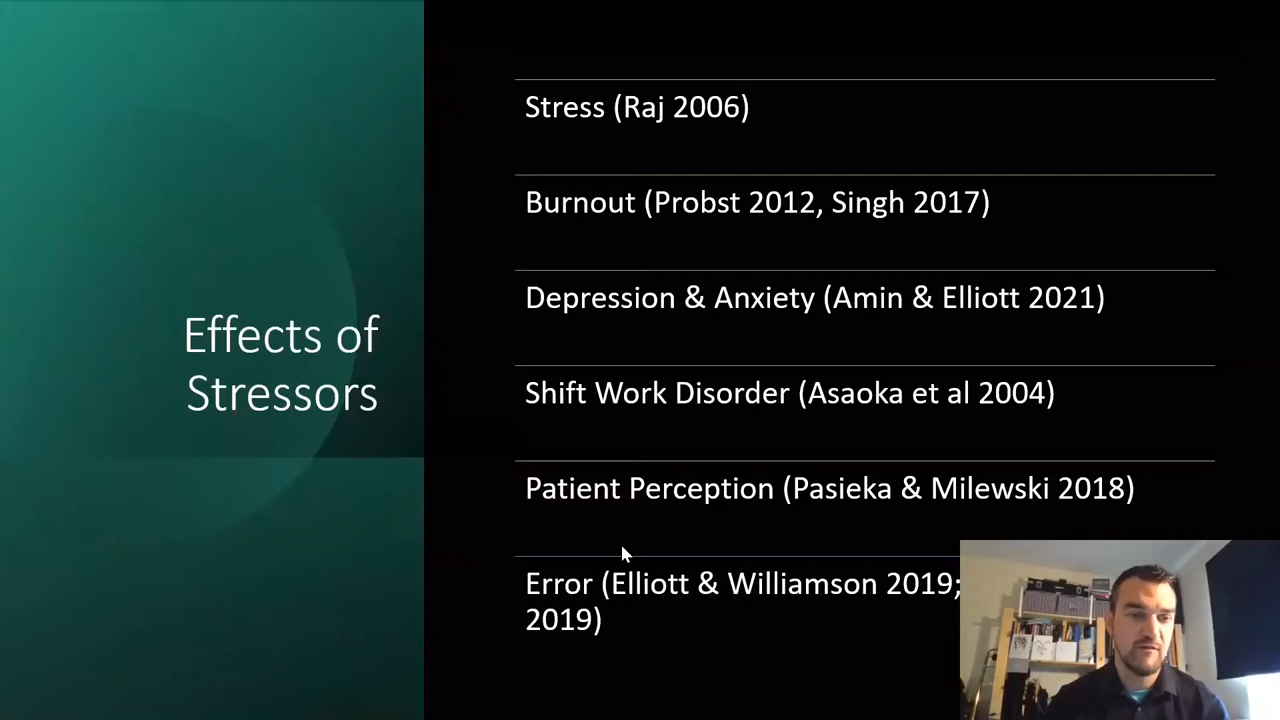 Effects of
Stressors
Stress (Raj 2006)
Burnout (Probst 2012, Singh 2017)
Depression & Anxiety (Amin & Elliott 2021)
Shift Work Disorder (Asaoka et al 2004)
Patient Perception (Pasieka & Milewski 2018)
Error (Elliott & Williamson 2019;
2019)